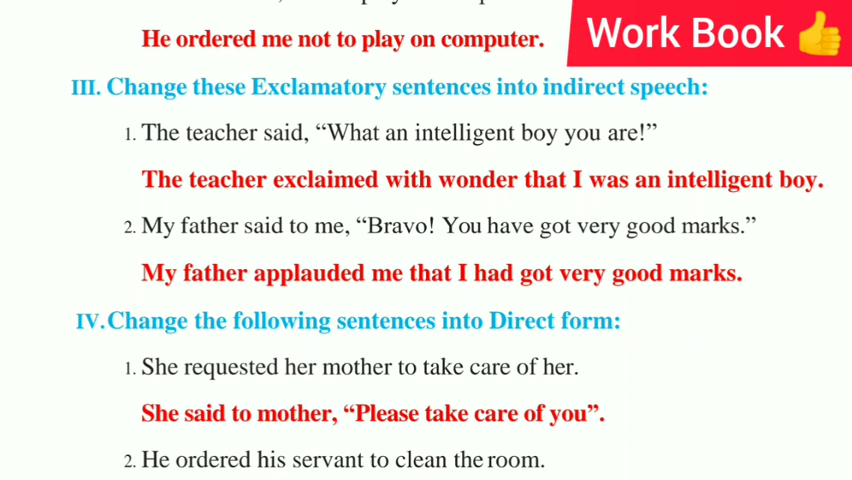 He ordered me not to play on computer.
Work Book 👍
III. Change these Exclamatory sentences into indirect speech:
1. The teacher said, “What an intelligent boy you are!”
The teacher exclaimed with wonder that I was an intelligent boy.
2. My father said to me, “Bravo! You have got very good marks.”
My father applauded me that I had got very good marks.
IV. Change the following sentences into Direct form:
1. She requested her mother to take care of her.
She said to mother, “Please take care of you”.
2. He ordered his servant to clean the room.